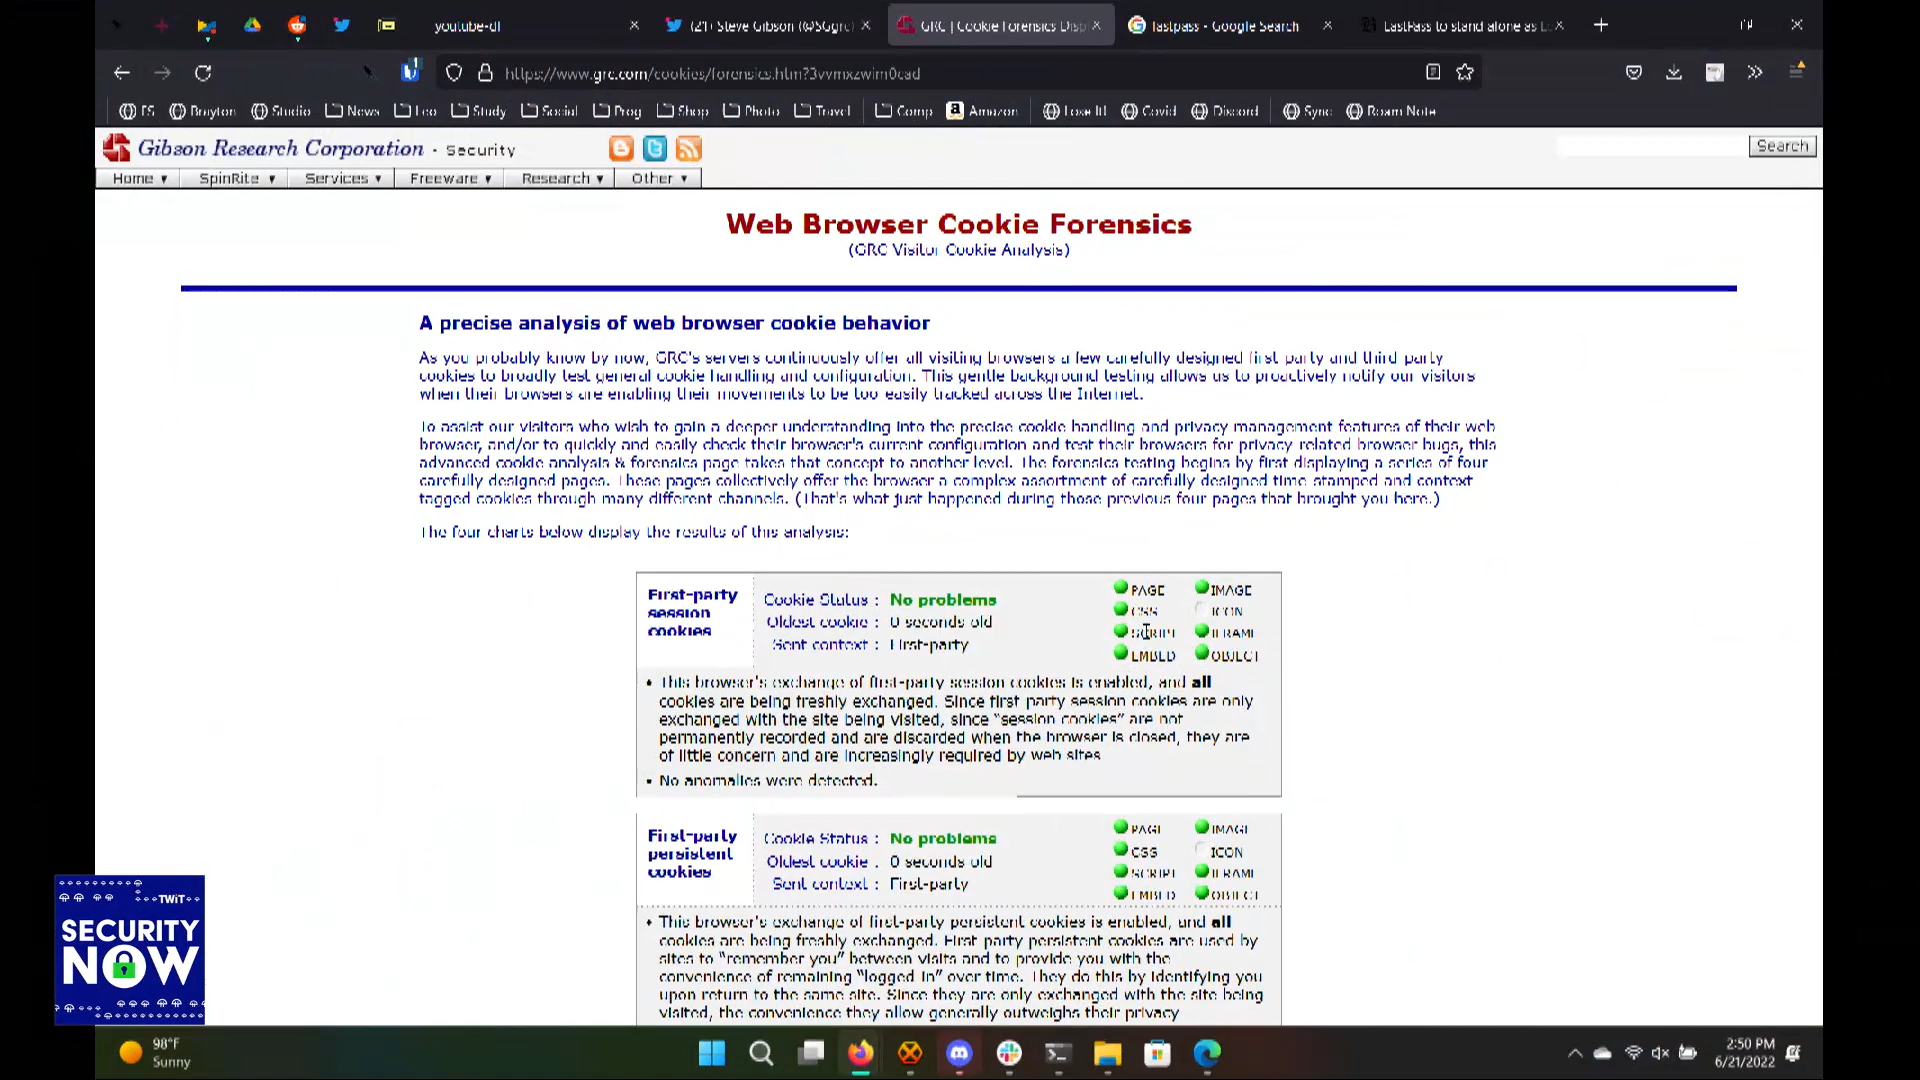 youtube-dl
(21) Steve Gibson (@SGgrc
GRC | Cookie Forensics Disp
lastpass - Google Search
LastPass to stand alone as L
1
https://www.grc.com/cookies/forensics.htm?3vvmxzwim0cad
ES Brayton Studio News Leo Study Social Prog Shop Photo Travel Comp Amazon Lose It! Covid Discord Sync Roam Note
Gibson Research Corporation - Security
Search
Home SpinRite Services Freeware Research Other
Web Browser Cookie Forensics
(GRC Visitor Cookie Analysis)
A precise analysis of web browser cookie behavior
As you probably know by now, GRC's servers continuously offer all visiting browsers a few carefully designed first party and third party
cookies to broadly test general cookie handling and configuration. This gentle background testing allows us to proactively notify our visitors
when their browsers are enabling their movements to be too easily tracked across the Internet.
To assist our visitors who wish to gain a deeper understanding into the precise cookie handling and privacy management features of their web
browser, and/or to quickly and easily check their browser's current configuration and test their browsers for privacy related browser bugs, this
advanced cookie analysis & forensics page takes that concept to another level. The forensics testing begins by first displaying a series of four
carefully designed pages. These pages collectively offer the browser a complex assortment of carefully designed time stamped and context
tagged cookies through many different channels. (That's what just happened during those previous four pages that brought you here.)
The four charts below display the results of this analysis:
First-party
session
cookies
Cookie Status : No problems
Oldest cookie : 0 seconds old
Sent context : First-party
PAGE IMAGE
CSS ICON
SCRIPT IFRAME
EMBED OBJECT
• This browser's exchange of first-party session cookies is enabled, and all
cookies are being freshly exchanged. Since first party session cookies are only
exchanged with the site being visited, since "session cookies" are not
permanently recorded and are discarded when the browser is closed, they are
of little concern and are increasingly required by web sites
• No anomalies were detected.
First-party
persistent
cookies
Cookie Status : No problems
Oldest cookie : 0 seconds old
Sent context : First-party
PAGE IMAGE
CSS ICON
SCRIPT IFRAME
EMBED OBJECT
• This browser's exchange of first-party persistent cookies is enabled, and all
cookies are being freshly exchanged. First party persistent cookies are used by
sites to "remember you" between visits and to provide you with the
convenience of remaining "logged in" over time. They do this by identifying you
upon return to the same site. Since they are only exchanged with the site being
visited, the convenience they allow generally outweighs their privacy
TWiT
SECURITY
NOW
98°F
Sunny
2:50 PM
6/21/2022